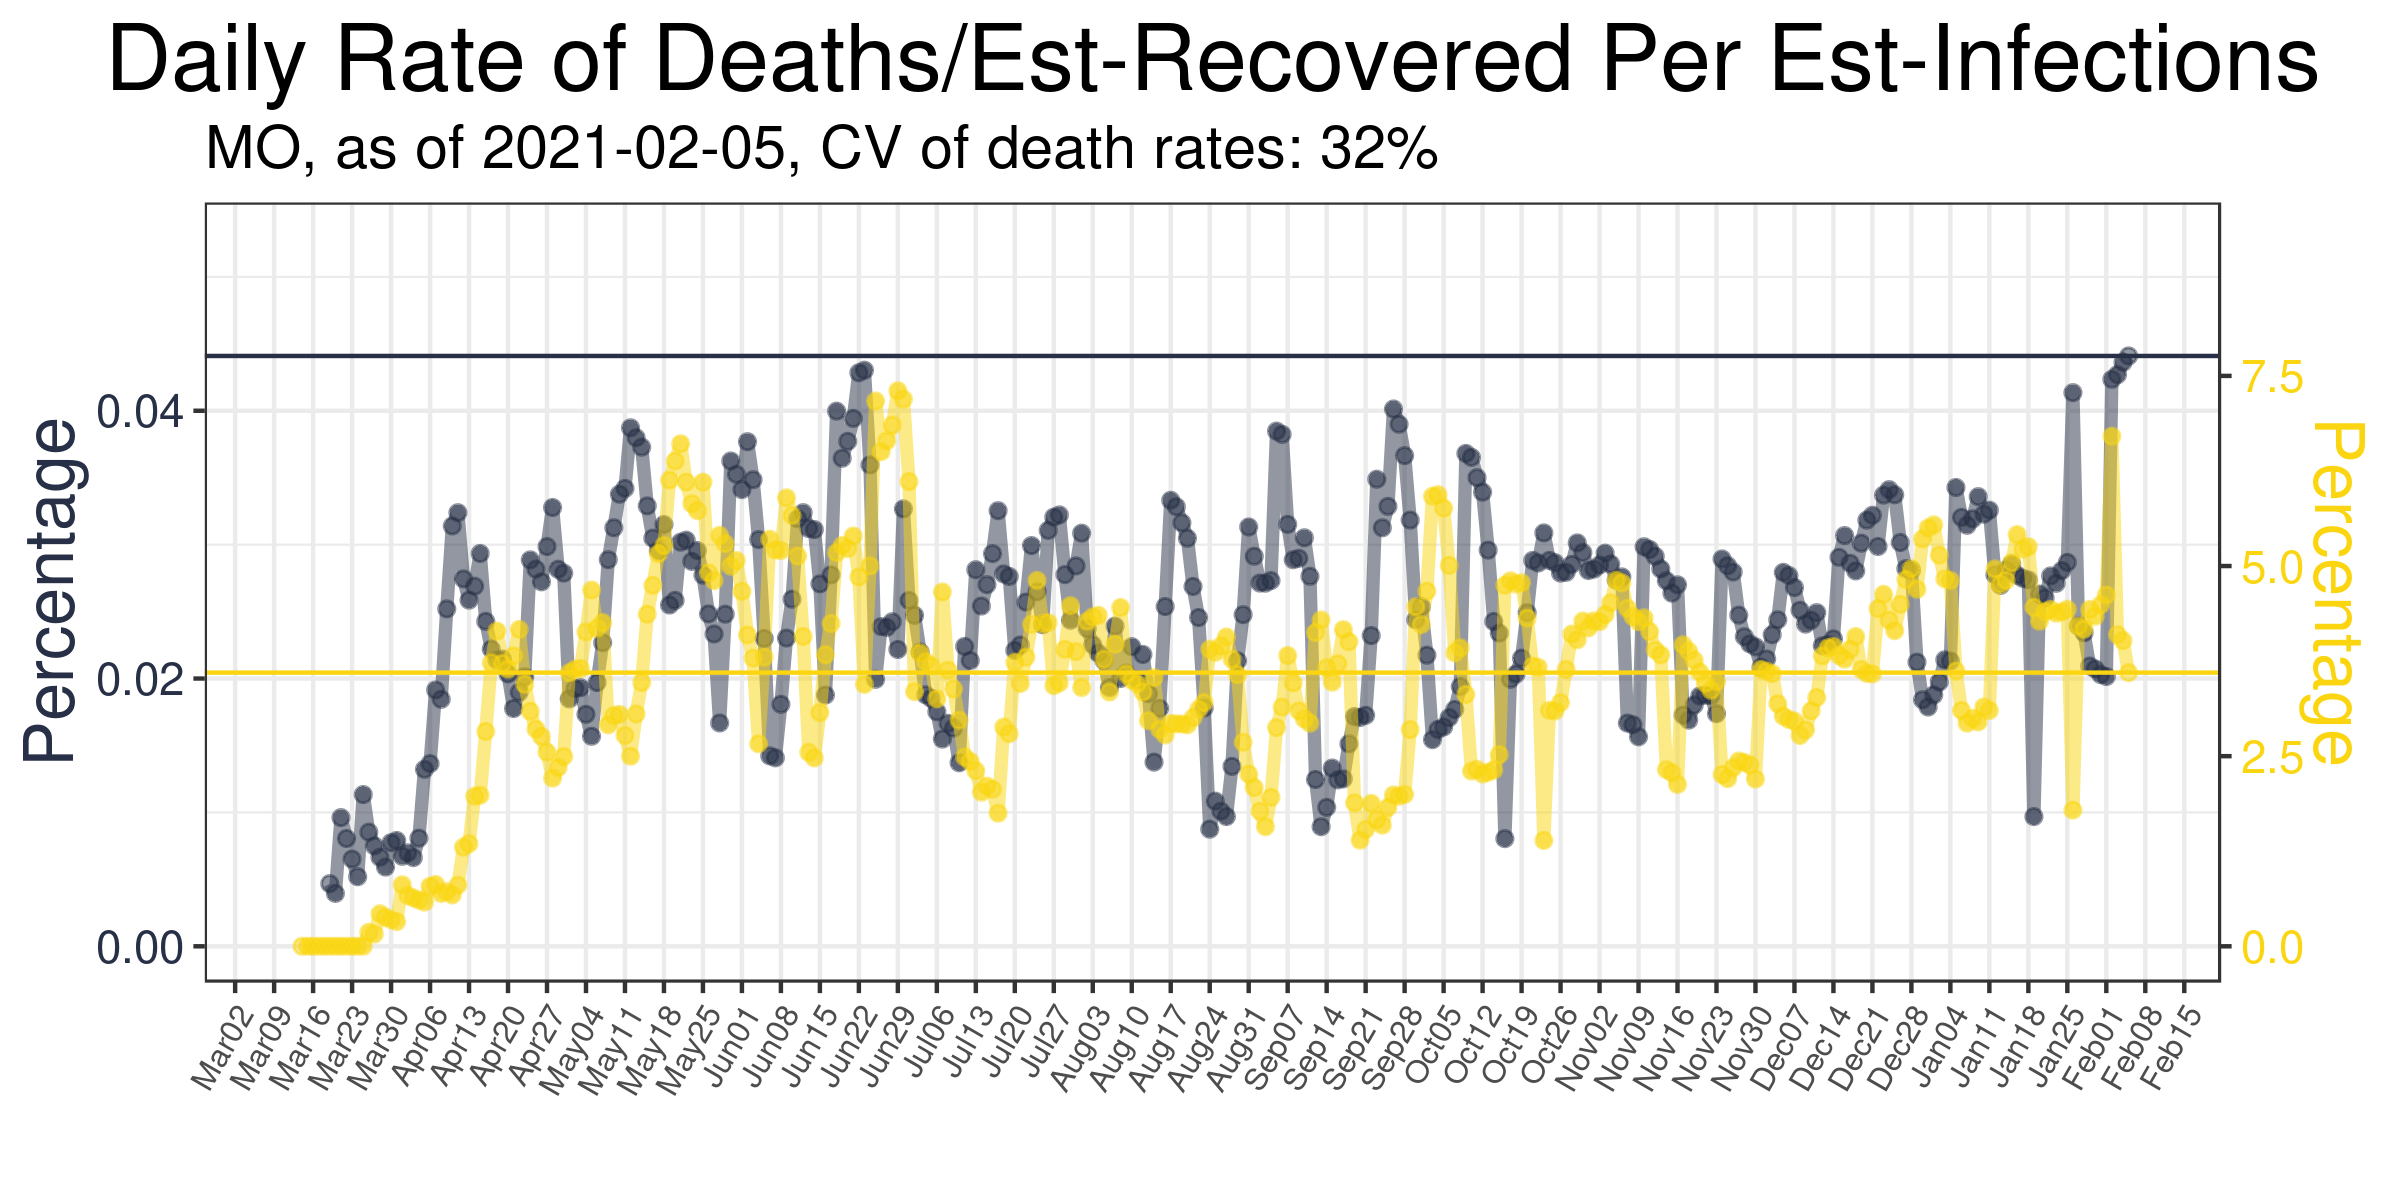 Daily Rate of Deaths/Est-Recovered Per Est-Infections
MO, as of 2021-02-05, CV of death rates: 32%
Percentage
0.04
0.02
0.00
7.5
5.0
2.5
0.0
Percentage
Mar02
Mar09
Mar16
Mar23
Mar30
Apr06
Apr13
Apr20
Apr27
May04
May11
May18
May25
Jun01
Jun08
Jun15
Jun22
Jun29
Jul06
Jul13
Jul20
Jul27
Aug03
Aug10
Aug17
Aug24
Aug31
Sep07
Sep14
Sep21
Sep28
Oct05
Oct12
Oct19
Oct26
Nov02
Nov09
Nov16
Nov23
Nov30
Dec07
Dec14
Dec21
Dec28
Jan04
Jan11
Jan18
Jan25
Feb01
Feb08
Feb15